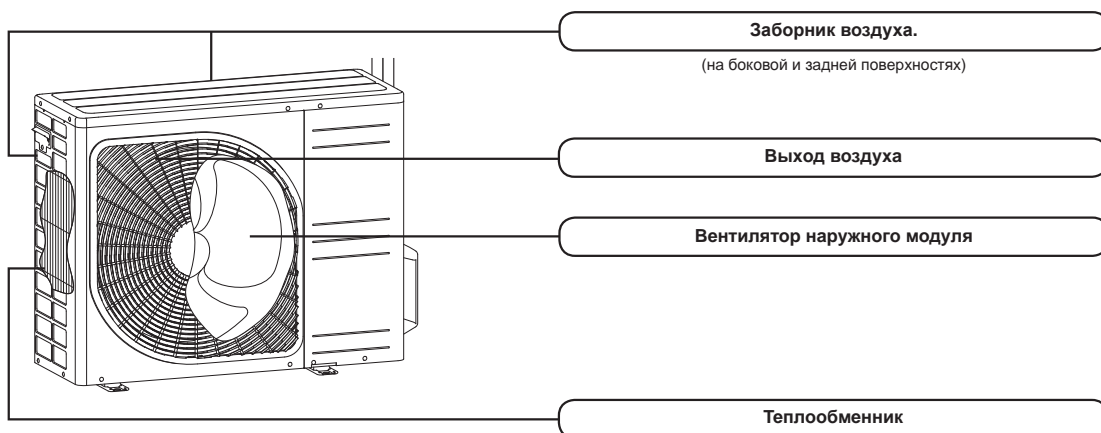 Заборник воздуха.
(на боковой и задней поверхностях)
Выход воздуха
Вентилятор наружного модуля
Теплообменник